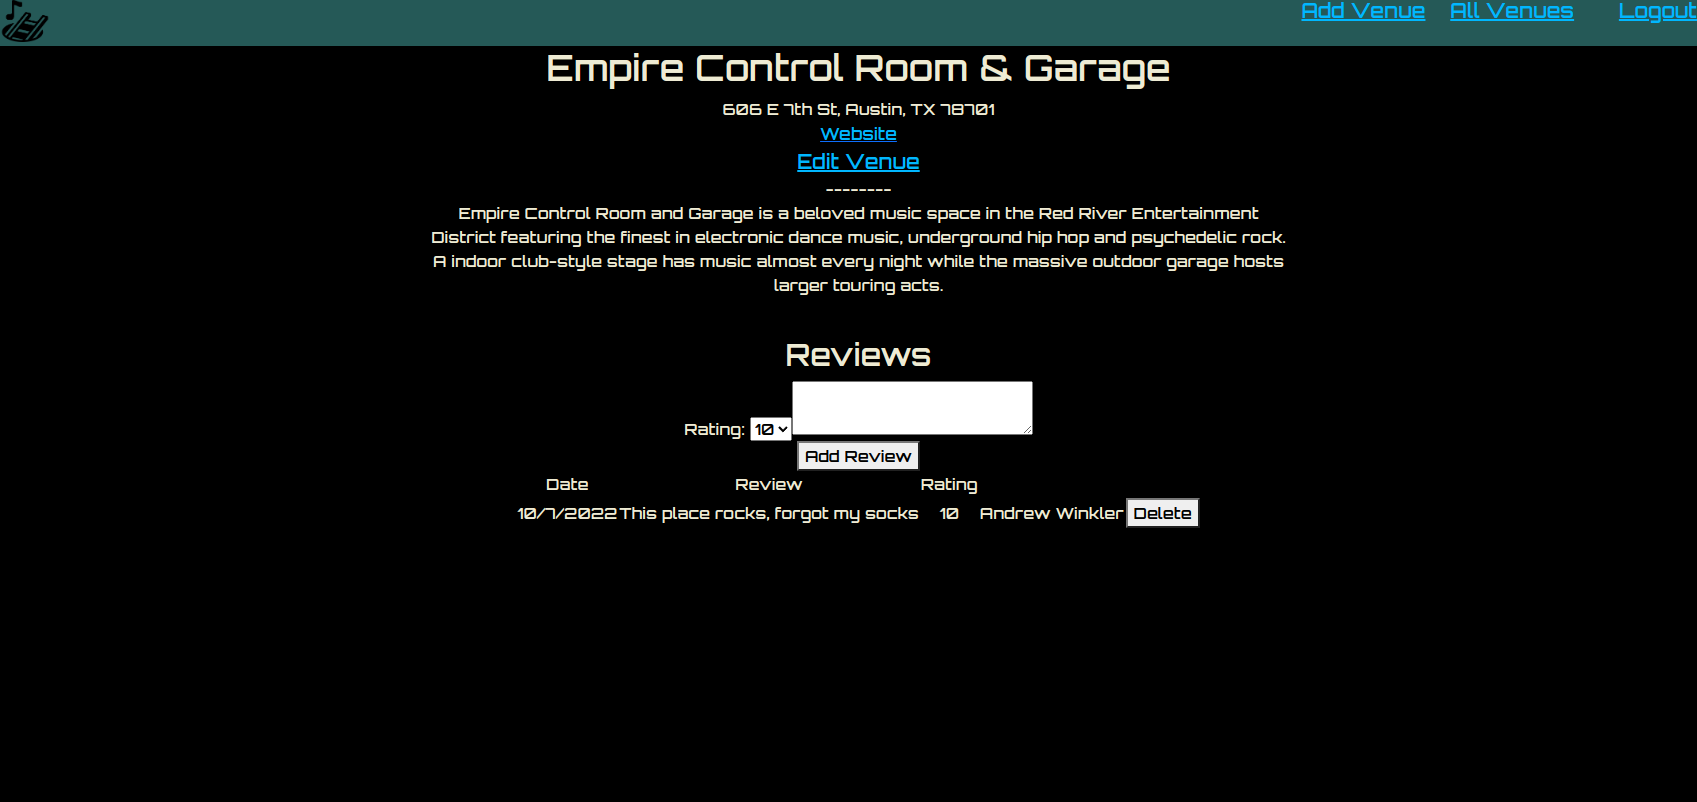 Add Venue All Venues Logout
Empire Control Room & Garage
606 E 7th St, Austin, TX 78701
Website
Edit Venue
--------
Empire Control Room and Garage is a beloved music space in the Red River Entertainment
District featuring the finest in electronic dance music, underground hip hop and psychedelic rock.
A indoor club-style stage has music almost every night while the massive outdoor garage hosts
larger touring acts.
Reviews
Rating: 10
Add Review
Date Review Rating
10/7/2022 This place rocks, forgot my socks 10 Andrew Winkler Delete